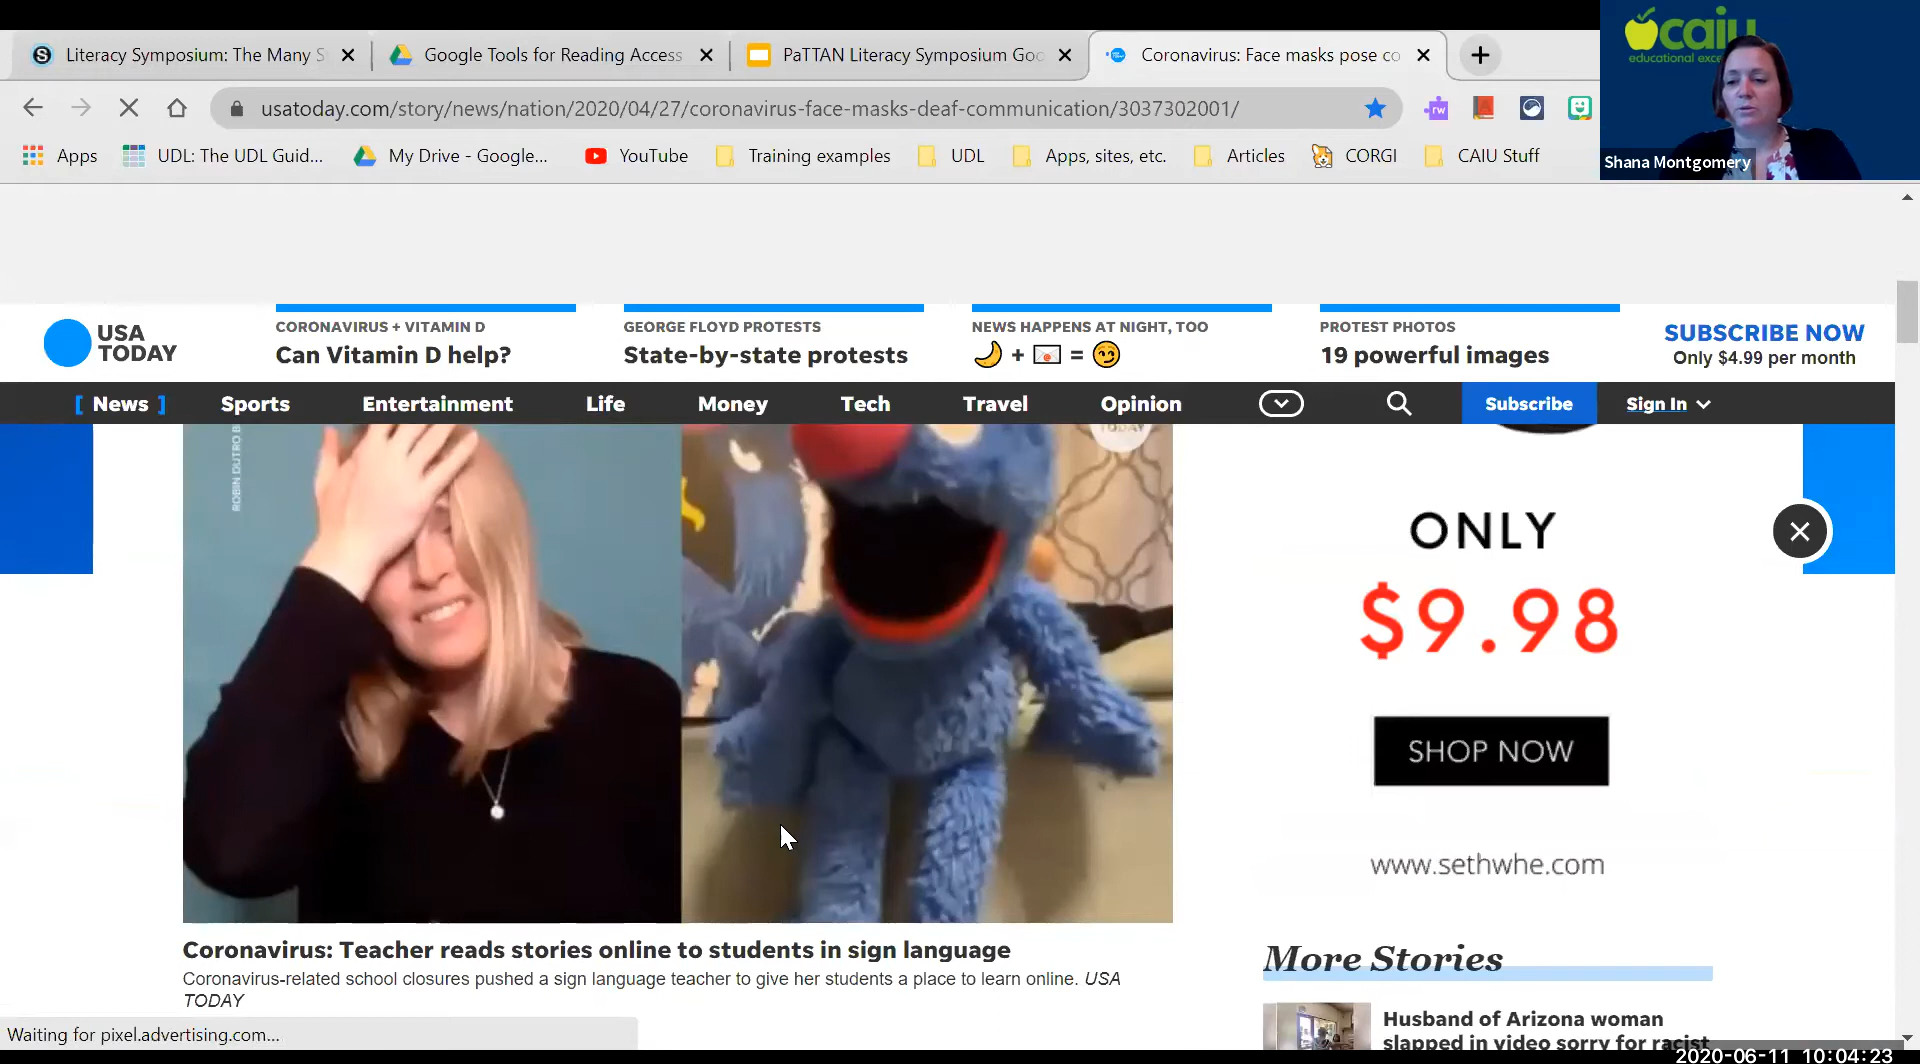 caiu
educational exce
Literacy Symposium: The Many S
Google Tools for Reading Access
PaTTAN Literacy Symposium Goo
Coronavirus: Face masks pose co
usatoday.com/story/news/nation/2020/04/27/coronavirus-face-masks-deaf-communication/3037302001/
rw
Apps
UDL: The UDL Guid...
My Drive - Google...
YouTube
Training examples
UDL
Apps, sites, etc.
Articles
CORGI
CAIU Stuff
Shana Montgomery
USA
TODAY
CORONAVIRUS + VITAMIN D
Can Vitamin D help?
GEORGE FLOYD PROTESTS
State-by-state protests
NEWS HAPPENS AT NIGHT, TOO
🌙 + 💌 = 😏
PROTEST PHOTOS
19 powerful images
SUBSCRIBE NOW
Only $4.99 per month
[ News ]
Sports
Entertainment
Life
Money
Tech
Travel
Opinion
Subscribe
Sign In
ROBIN DUTRO B
TODAY
ONLY
$9.98
SHOP NOW
www.sethwhe.com
Coronavirus: Teacher reads stories online to students in sign language
Coronavirus-related school closures pushed a sign language teacher to give her students a place to learn online. USA
TODAY
More Stories
Husband of Arizona woman
slapped in video sorry for racist
Waiting for pixel.advertising.com...
2020-06-11 10:04:23